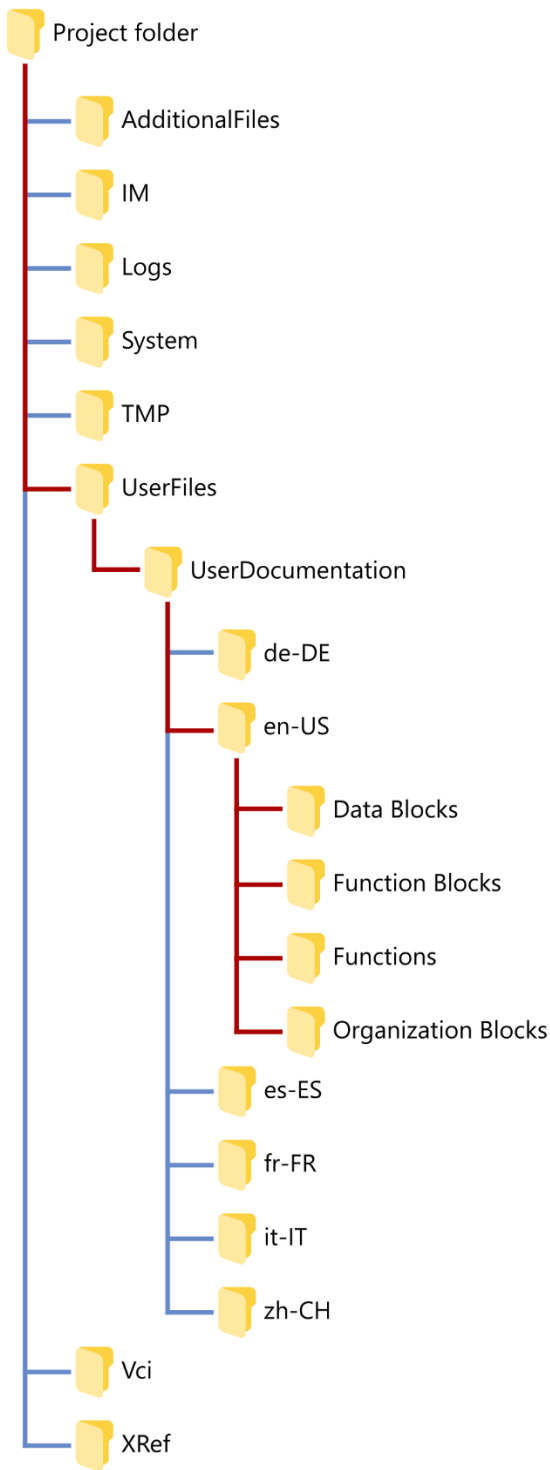 Project folder
AdditionalFiles
IM
Logs
System
TMP
UserFiles
UserDocumentation
de-DE
en-US
Data Blocks
Function Blocks
Functions
Organization Blocks
es-ES
fr-FR
it-IT
zh-CH
Vci
XRef